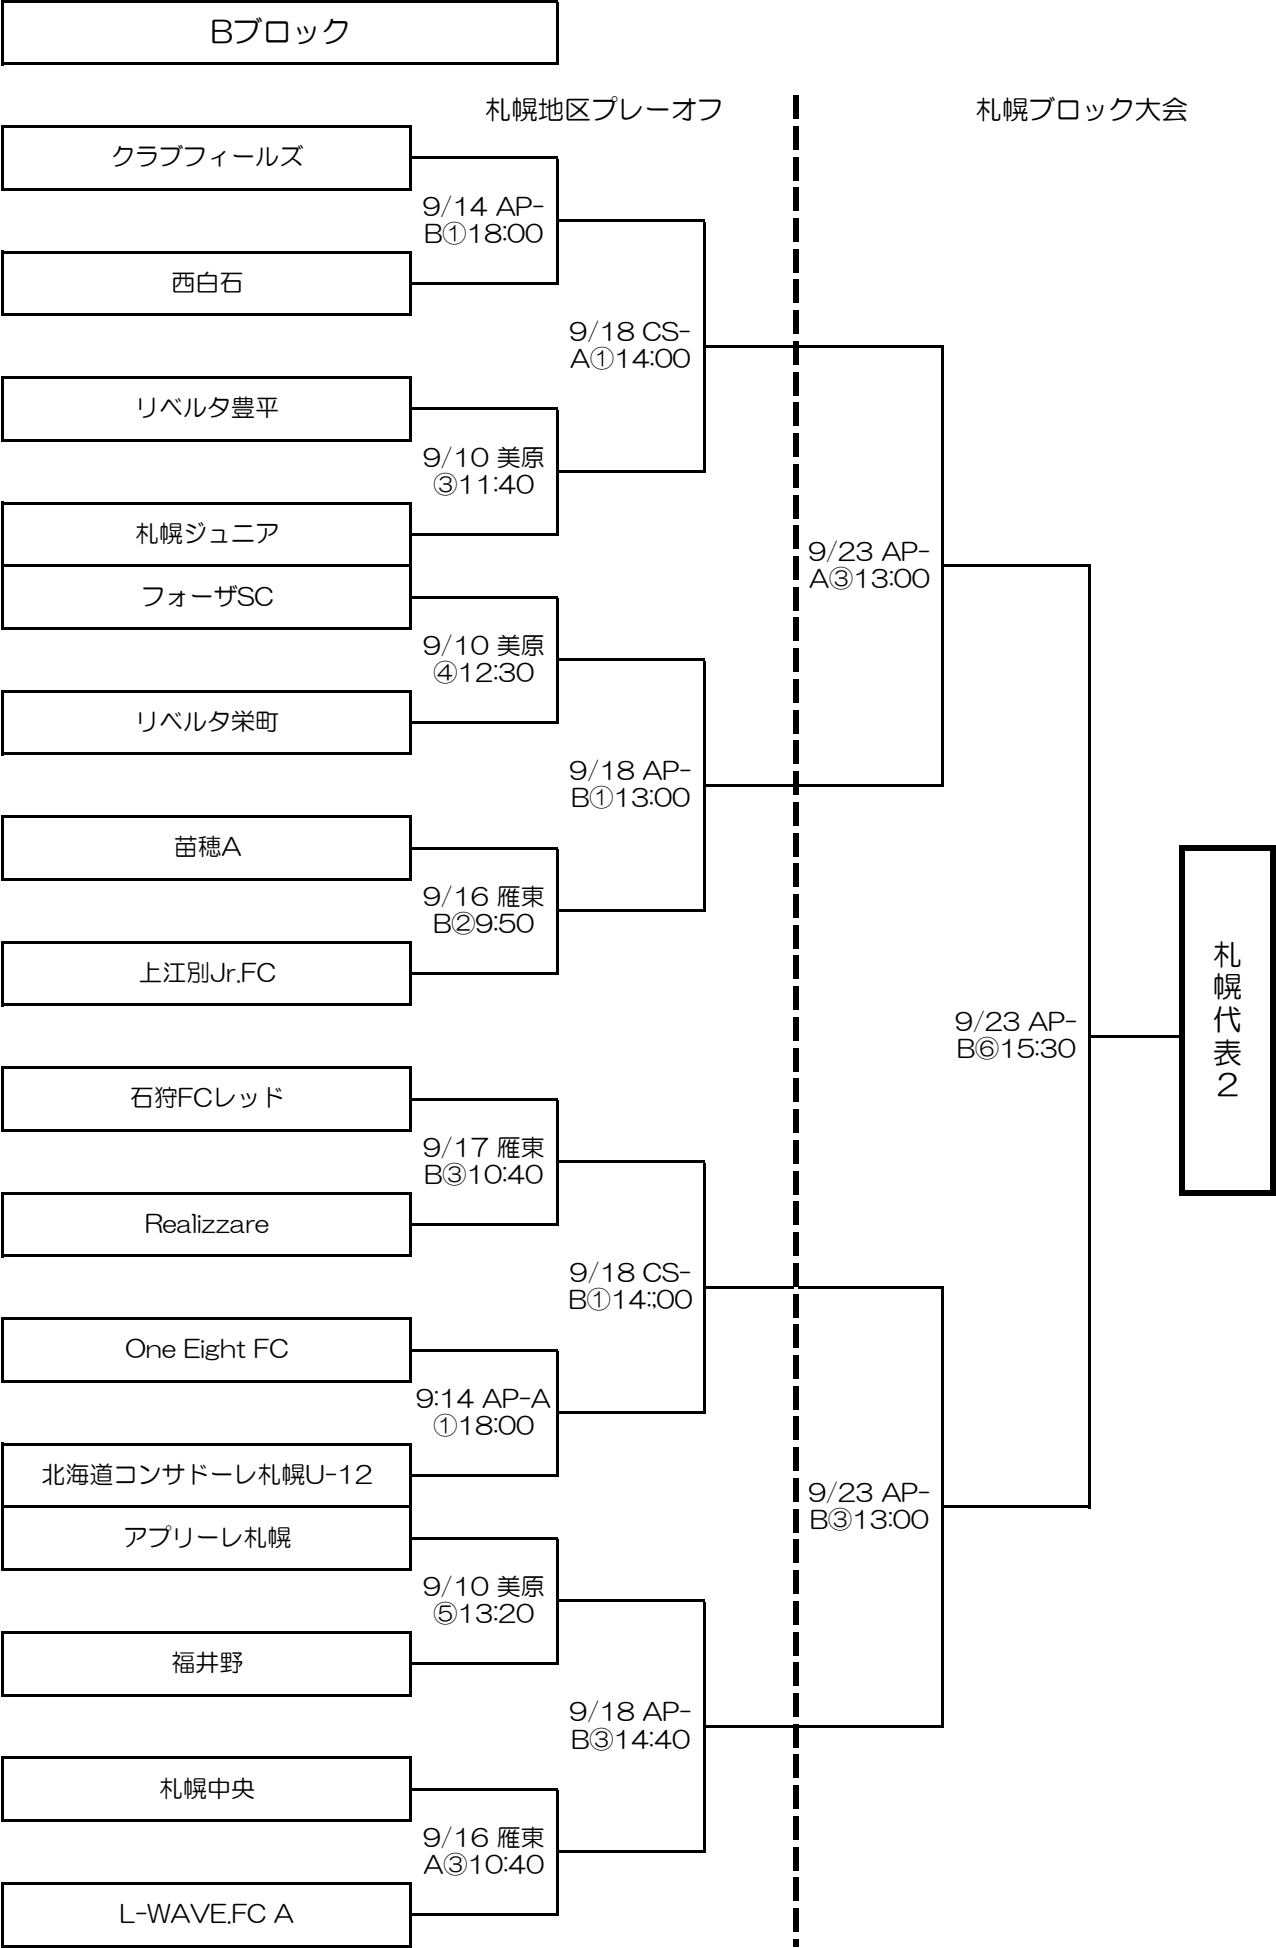 Bブロック
札幌地区プレーオフ
札幌ブロック大会
クラブフィールズ
9/14 AP-
B①18:00
西白石
9/18 CS-
A①14:00
リベルタ豊平
9/10 美原
③11:40
札幌ジュニア
9/23 AP-
A③13:00
フォーザSC
9/10 美原
④12:30
リベルタ栄町
9/18 AP-
B①13:00
苗穂A
9/16 雁東
B②9:50
上江別Jr.FC
9/23 AP-
B⑥15:30
札幌代表2
石狩FCレッド
9/17 雁東
B③10:40
Realizzare
9/18 CS-
B①14:;00
One Eight FC
9:14 AP-A
①18:00
北海道コンサドーレ札幌U-12
9/23 AP-
B③13:00
アプリーレ札幌
9/10 美原
⑤13:20
福井野
9/18 AP-
B③14:40
札幌中央
9/16 雁東
A③10:40
L-WAVE.FC A